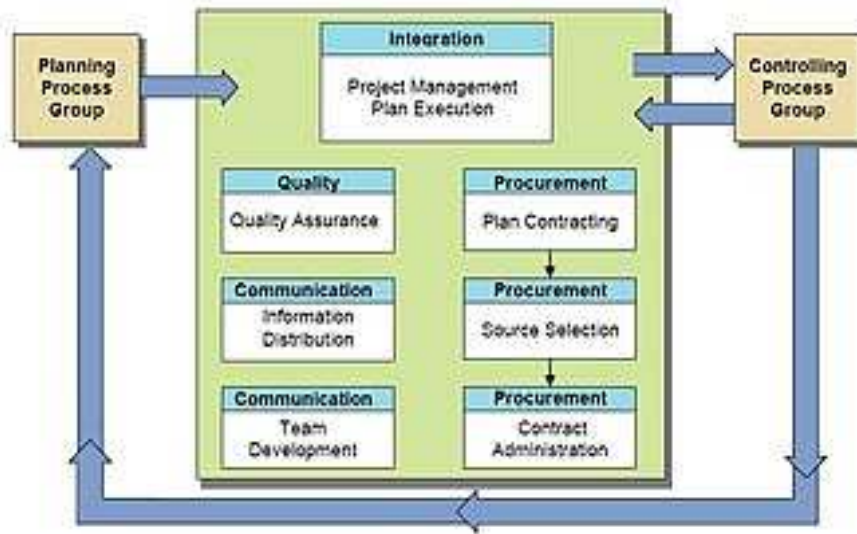 Planning
Process
Group
Integration
Project Management
Plan Execution
Controlling
Process
Group
Quality
Quality Assurance
Procurement
Plan Contracting
Communication
Information
Distribution
Procurement
Source Selection
Communication
Team
Development
Procurement
Contract
Administration